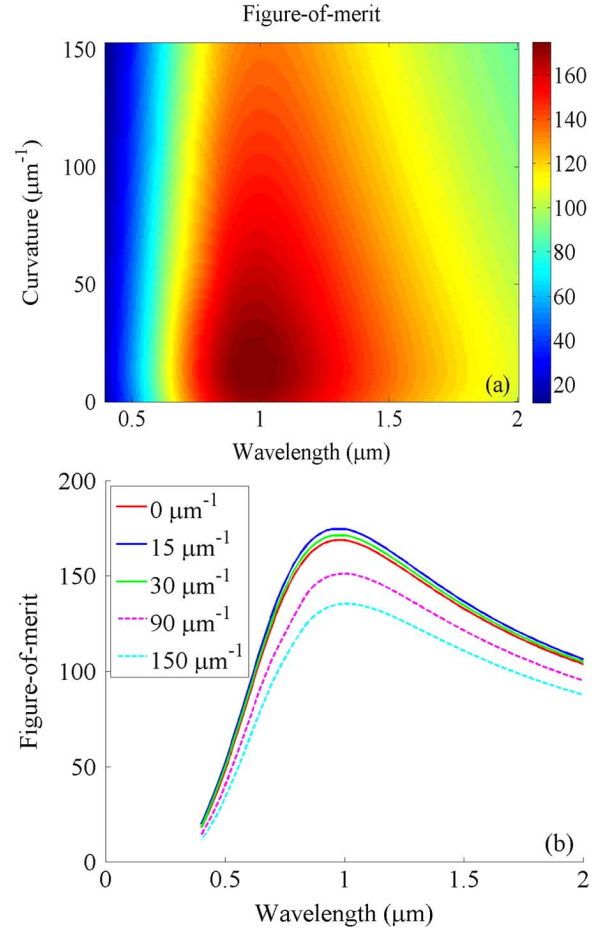 Figure-of-merit
150
100
50
0
Curvature (μm⁻¹)
0.5 1 1.5 2
Wavelength (μm)
(a)
160
140
120
100
80
60
40
20
200
150
100
50
0
Figure-of-merit
0 μm⁻¹
15 μm⁻¹
30 μm⁻¹
90 μm⁻¹
150 μm⁻¹
(b)
0 0.5 1 1.5 2
Wavelength (μm)